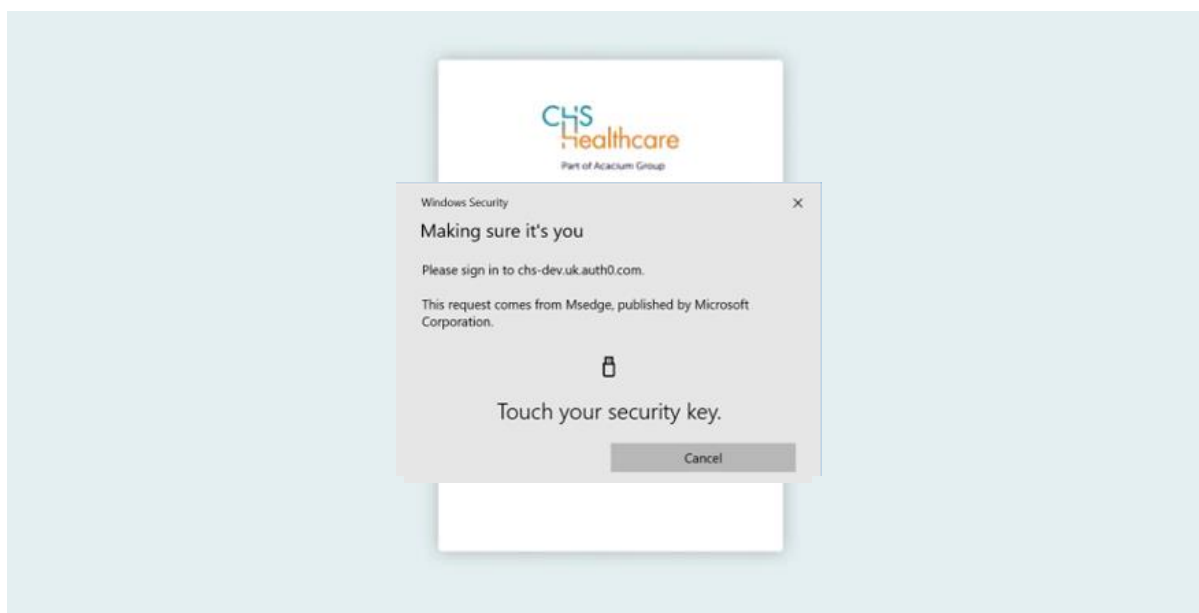 CHS
Healthcare
Part of Acacium Group
Windows Security
Making sure it's you
Please sign in to chs-dev.uk.auth0.com.
This request comes from Msedge, published by Microsoft
Corporation.
Touch your security key.
Cancel